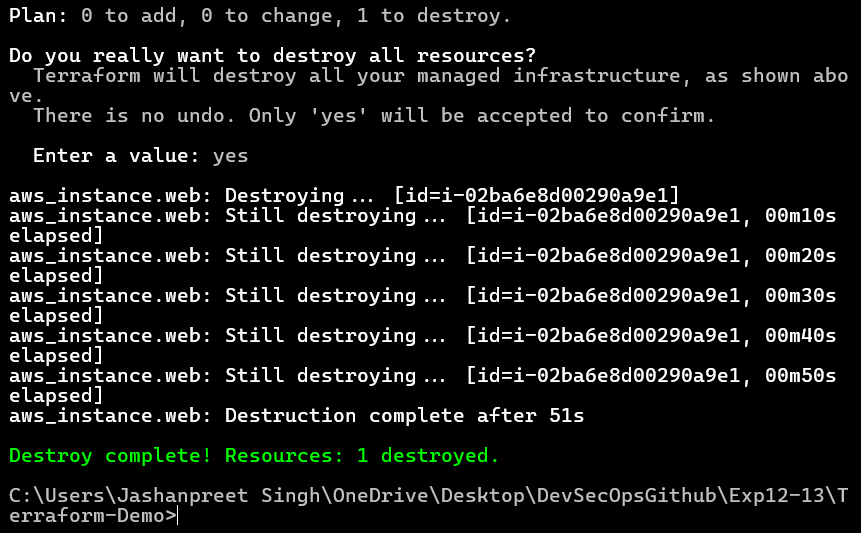 Plan: 0 to add, 0 to change, 1 to destroy.
Do you really want to destroy all resources?
Terraform will destroy all your managed infrastructure, as shown abo
ve.
There is no undo. Only 'yes' will be accepted to confirm.
Enter a value: yes
aws_instance.web: Destroying... [id=i-02ba6e8d00290a9e1]
aws_instance.web: Still destroying... [id=i-02ba6e8d00290a9e1, 00m10s
elapsed]
aws_instance.web: Still destroying... [id=i-02ba6e8d00290a9e1, 00m20s
elapsed]
aws_instance.web: Still destroying... [id=i-02ba6e8d00290a9e1, 00m30s
elapsed]
aws_instance.web: Still destroying... [id=i-02ba6e8d00290a9e1, 00m40s
elapsed]
aws_instance.web: Still destroying... [id=i-02ba6e8d00290a9e1, 00m50s
elapsed]
aws_instance.web: Destruction complete after 51s
Destroy complete! Resources: 1 destroyed.
C:\Users\Jashanpreet Singh\OneDrive\Desktop\DevSecOpsGithub\Exp12-13\T
erraform-Demo>